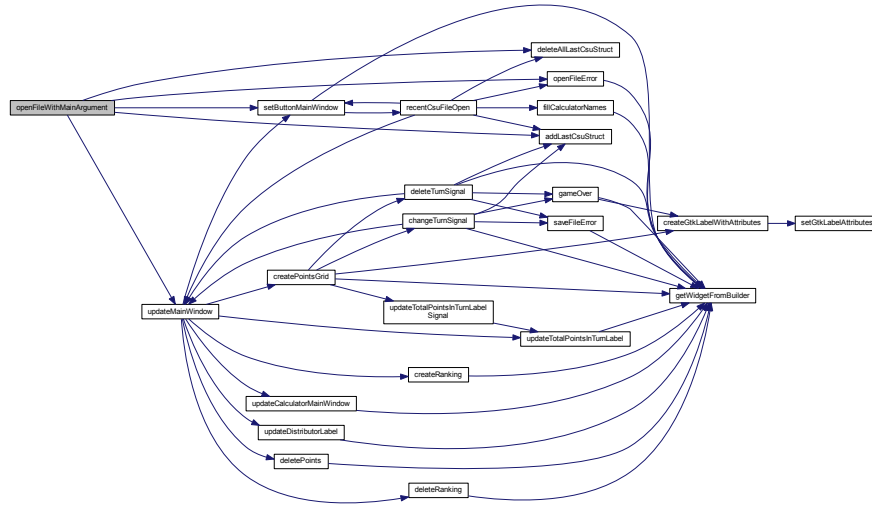 deleteAllLastCsuStruct
openFileError
openFileWithMainArgument
setButtonMainWindow
recentCsuFileOpen
fillCalculatorNames
addLastCsuStruct
deleteTurnSignal
gameOver
changeTurnSignal
saveFileError
createGtkLabelWithAttributes
setGtkLabelAttributes
createPointsGrid
getWidgetFromBuilder
updateMainWindow
updateTotalPointsInTurnLabel
Signal
updateTotalPointsInTurnLabel
createRanking
updateCalculatorMainWindow
updateDistributorLabel
deletePoints
deleteRanking